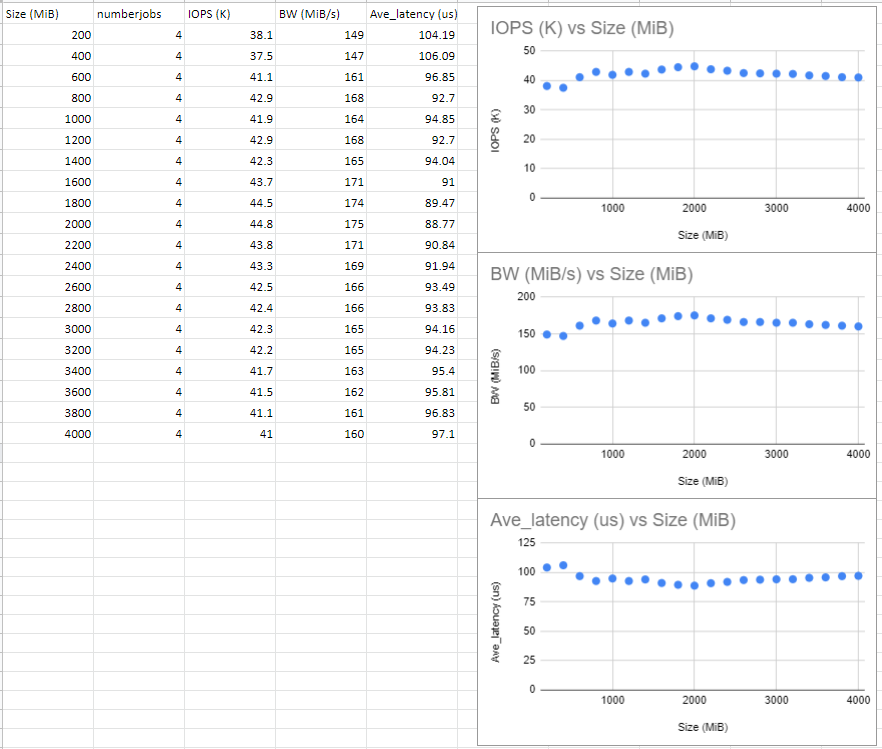 Size (MiB) numberjobs IOPS (K) BW (MiB/s) Ave_latency (us)
200 4 38.1 149 104.19
400 4 37.5 147 106.09
600 4 41.1 161 96.85
800 4 42.9 168 92.7
1000 4 41.9 164 94.85
1200 4 42.9 168 92.7
1400 4 42.3 165 94.04
1600 4 43.7 171 91
1800 4 44.5 174 89.47
2000 4 44.8 175 88.77
2200 4 43.8 171 90.84
2400 4 43.3 169 91.94
2600 4 42.5 166 93.49
2800 4 42.4 166 93.83
3000 4 42.3 165 94.16
3200 4 42.2 165 94.23
3400 4 41.7 163 95.4
3600 4 41.5 162 95.81
3800 4 41.1 161 96.83
4000 4 41 160 97.1
IOPS (K) vs Size (MiB)
50
40
30
20
10
0
IOPS (K)
1000 2000 3000 4000
Size (MiB)
BW (MiB/s) vs Size (MiB)
200
150
100
50
0
BW (MiB/s)
1000 2000 3000 4000
Size (MiB)
Ave_latency (us) vs Size (MiB)
125
100
75
50
25
0
Ave_latency (us)
1000 2000 3000 4000
Size (MiB)